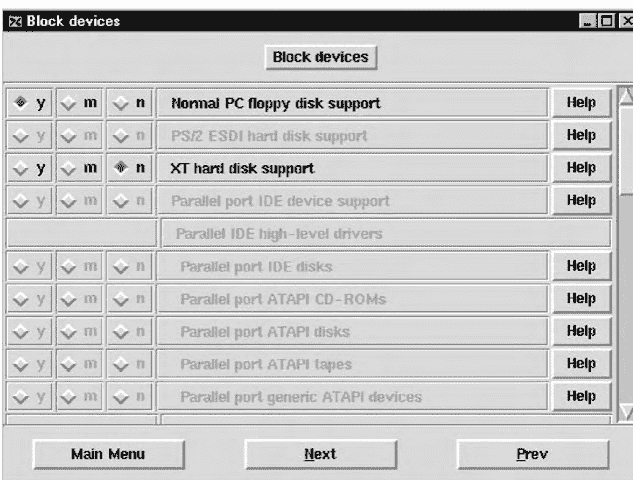 Block devices
Block devices
y m n Normal PC floppy disk support Help
y m n PS/2 ESDI hard disk support Help
y m n XT hard disk support Help
y m n Parallel port IDE device support Help
Parallel IDE high-level drivers
y m n Parallel port IDE disks Help
y m n Parallel port ATAPI CD-ROMs Help
y m n Parallel port ATAPI disks Help
y m n Parallel port ATAPI tapes Help
y m n Parallel port generic ATAPI devices Help
Main Menu Next Prev